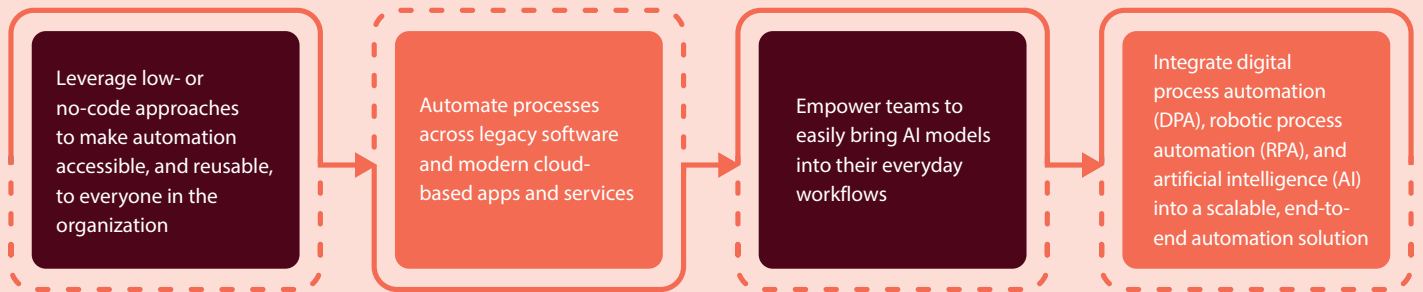 Leverage low- or
no-code approaches
to make automation
accessible, and reusable,
to everyone in the
organization
Automate processes
across legacy software
and modern cloud-
based apps and services
Empower teams to
easily bring AI models
into their everyday
workflows
Integrate digital
process automation
(DPA), robotic process
automation (RPA), and
artificial intelligence (AI)
into a scalable, end-to-
end automation solution